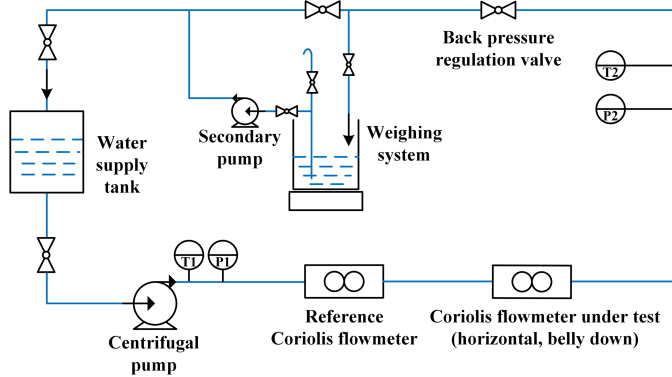 Back pressure
regulation valve
T2
P2
Water
supply
tank
Secondary
pump
Weighing
system
T1
P1
Centrifugal
pump
Reference
Coriolis flowmeter
Coriolis flowmeter under test
(horizontal, belly down)